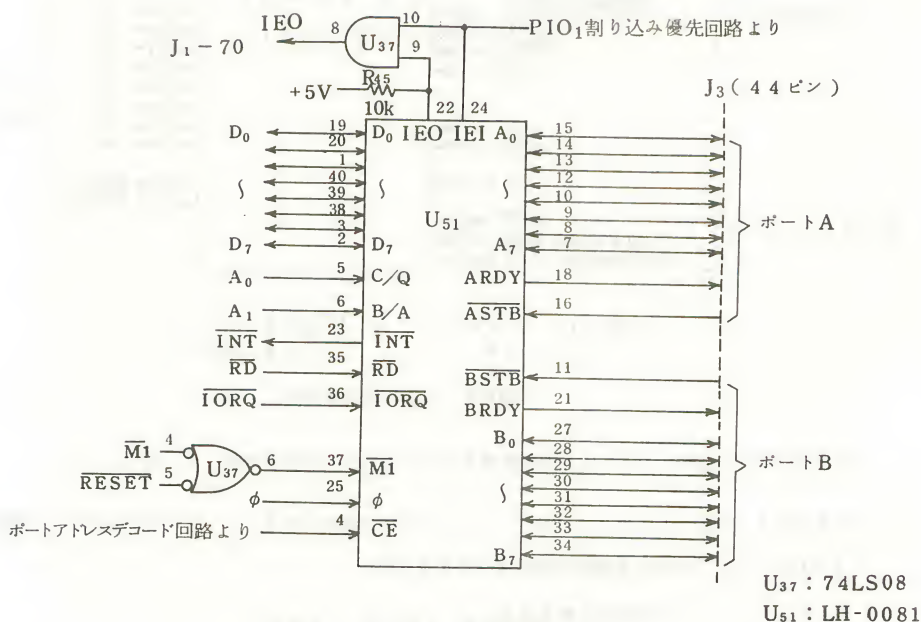 IEO
J₁-70
8
U₃₇
10
9
PIO₁割り込み優先回路より
R₄₅
+5V
10k
22
24
J₃(44ピン)
D₀
19
D₀
IEO
IEI
A₀
15
20
14
1
13
40
12
39
10
38
9
3
8
D₇
2
D₇
U₅₁
A₇
7
ポートA
A₀
5
C/Q
ARDY
18
A₁
6
B/A
ASTB
16
INT
23
INT
RD
35
RD
BSTB
11
IORQ
36
IORQ
BRDY
21
B₀
27
28
29
30
31
32
33
B₇
34
ポートB
M1
4
RESET
5
U₃₇
6
37
M1
φ
25
φ
ポートアドレスデコード回路より
4
CE
U₃₇:74LS08
U₅₁:LH-0081